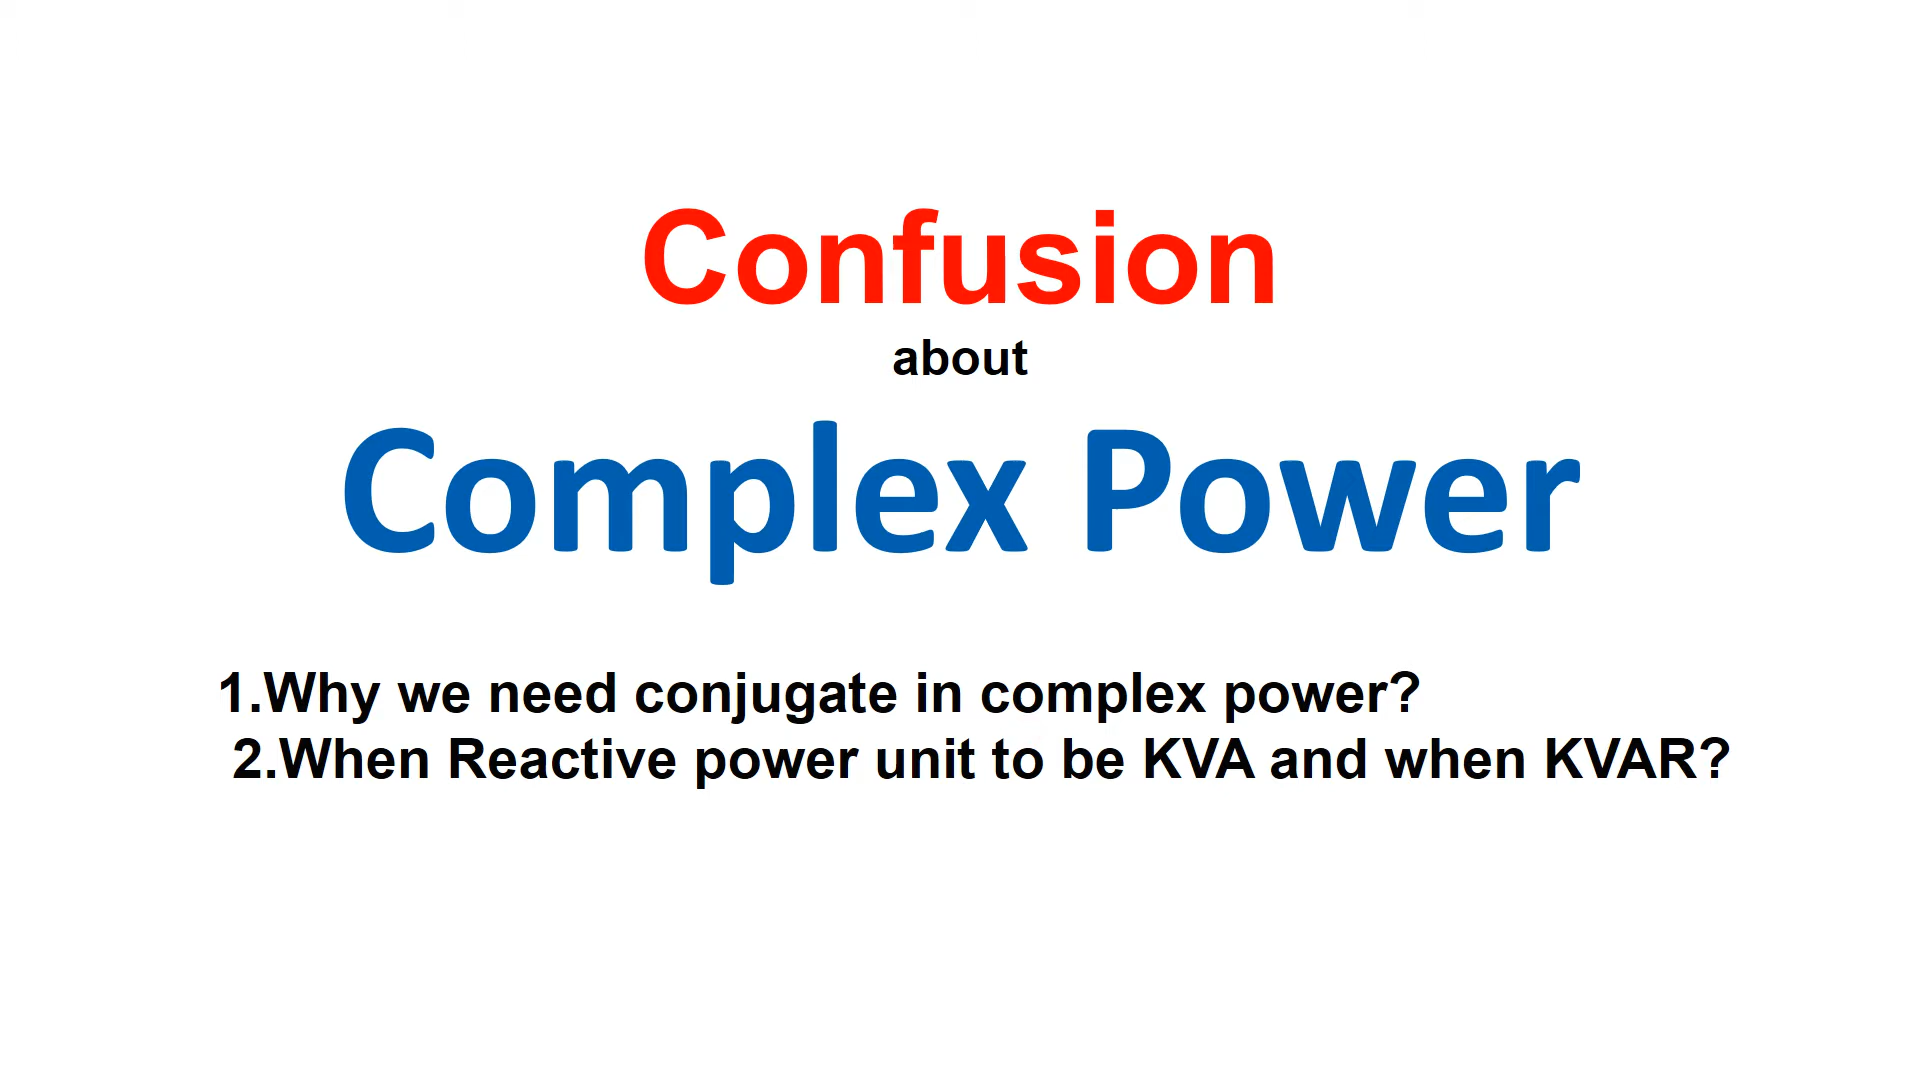 Confusion
about
Complex Power
1.Why we need conjugate in complex power?
2.When Reactive power unit to be KVA and when KVAR?